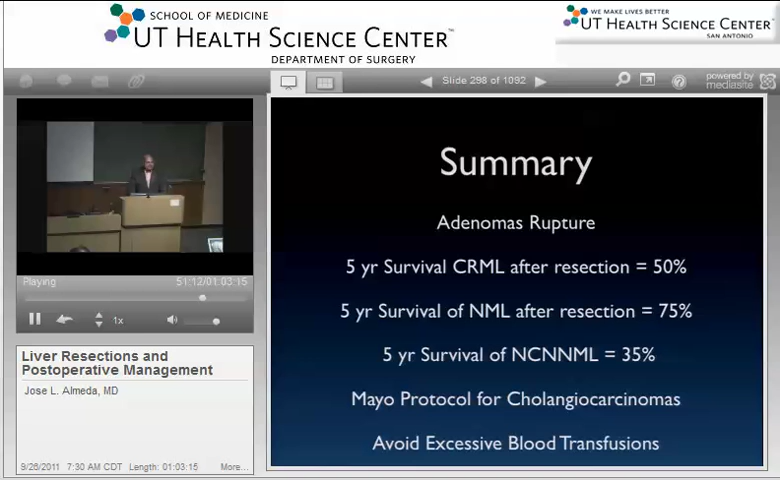 SCHOOL OF MEDICINE
UT HEALTH SCIENCE CENTER™
DEPARTMENT OF SURGERY
WE MAKE LIVES BETTER
UT HEALTH SCIENCE CENTER
SAN ANTONIO
Slide 298 of 1092
powered by
mediasite
Summary
Adenomas Rupture
5 yr Survival CRML after resection = 50%
5 yr Survival of NML after resection = 75%
5 yr Survival of NCNNML = 35%
Mayo Protocol for Cholangiocarcinomas
Avoid Excessive Blood Transfusions
Playing
51:12/01:03:15
1x
Liver Resections and
Postoperative Management
Jose L. Almeda, MD
9/26/2011 7:30 AM CDT Length: 01:03:15 More...